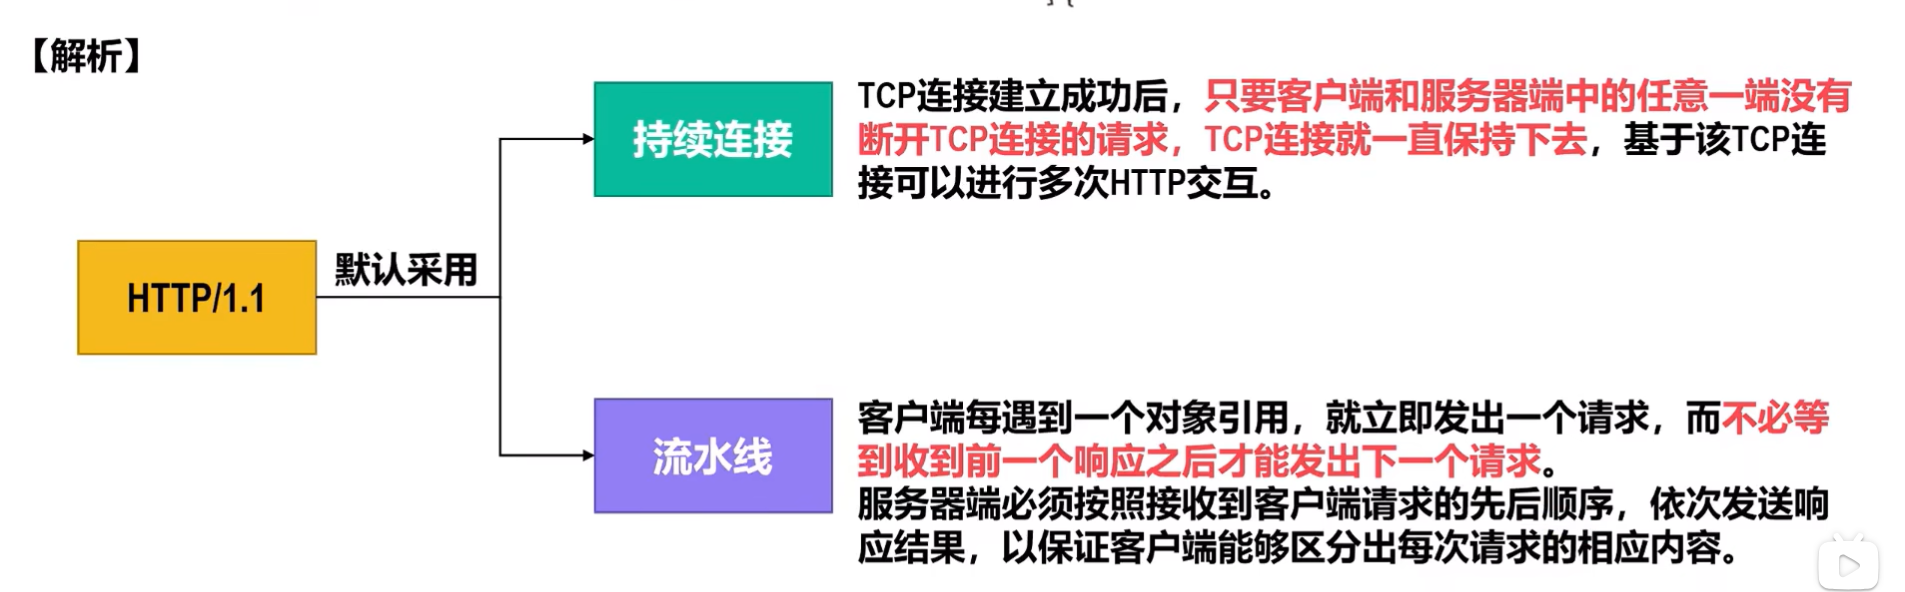 【解析】
TCP连接建立成功后，只要客户端和服务器端中的任意一端没有
断开TCP连接的请求，TCP连接就一直保持下去，基于该TCP连
接可以进行多次HTTP交互。
持续连接
默认采用
HTTP/1.1
客户端每遇到一个对象引用，就立即发出一个请求，而不必等
到收到前一个响应之后才能发出下一个请求。
服务器端必须按照接收到客户端请求的先后顺序，依次发送响
应结果，以保证客户端能够区分出每次请求的相应内容。
流水线